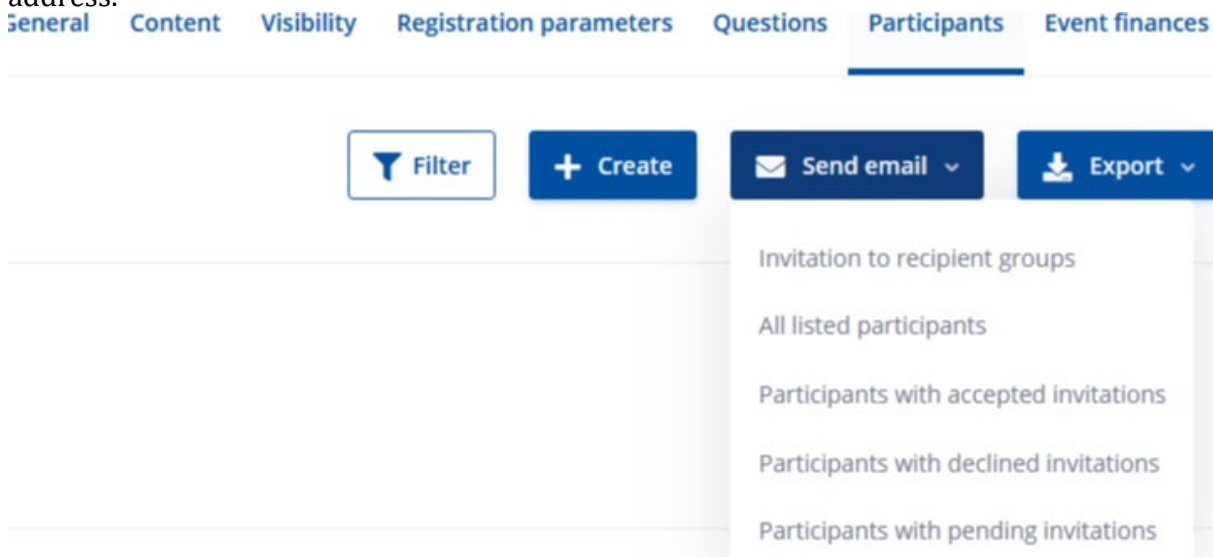 address.
General Content Visibility Registration parameters Questions Participants Event finances
Filter + Create Send email Export
Invitation to recipient groups
All listed participants
Participants with accepted invitations
Participants with declined invitations
Participants with pending invitations